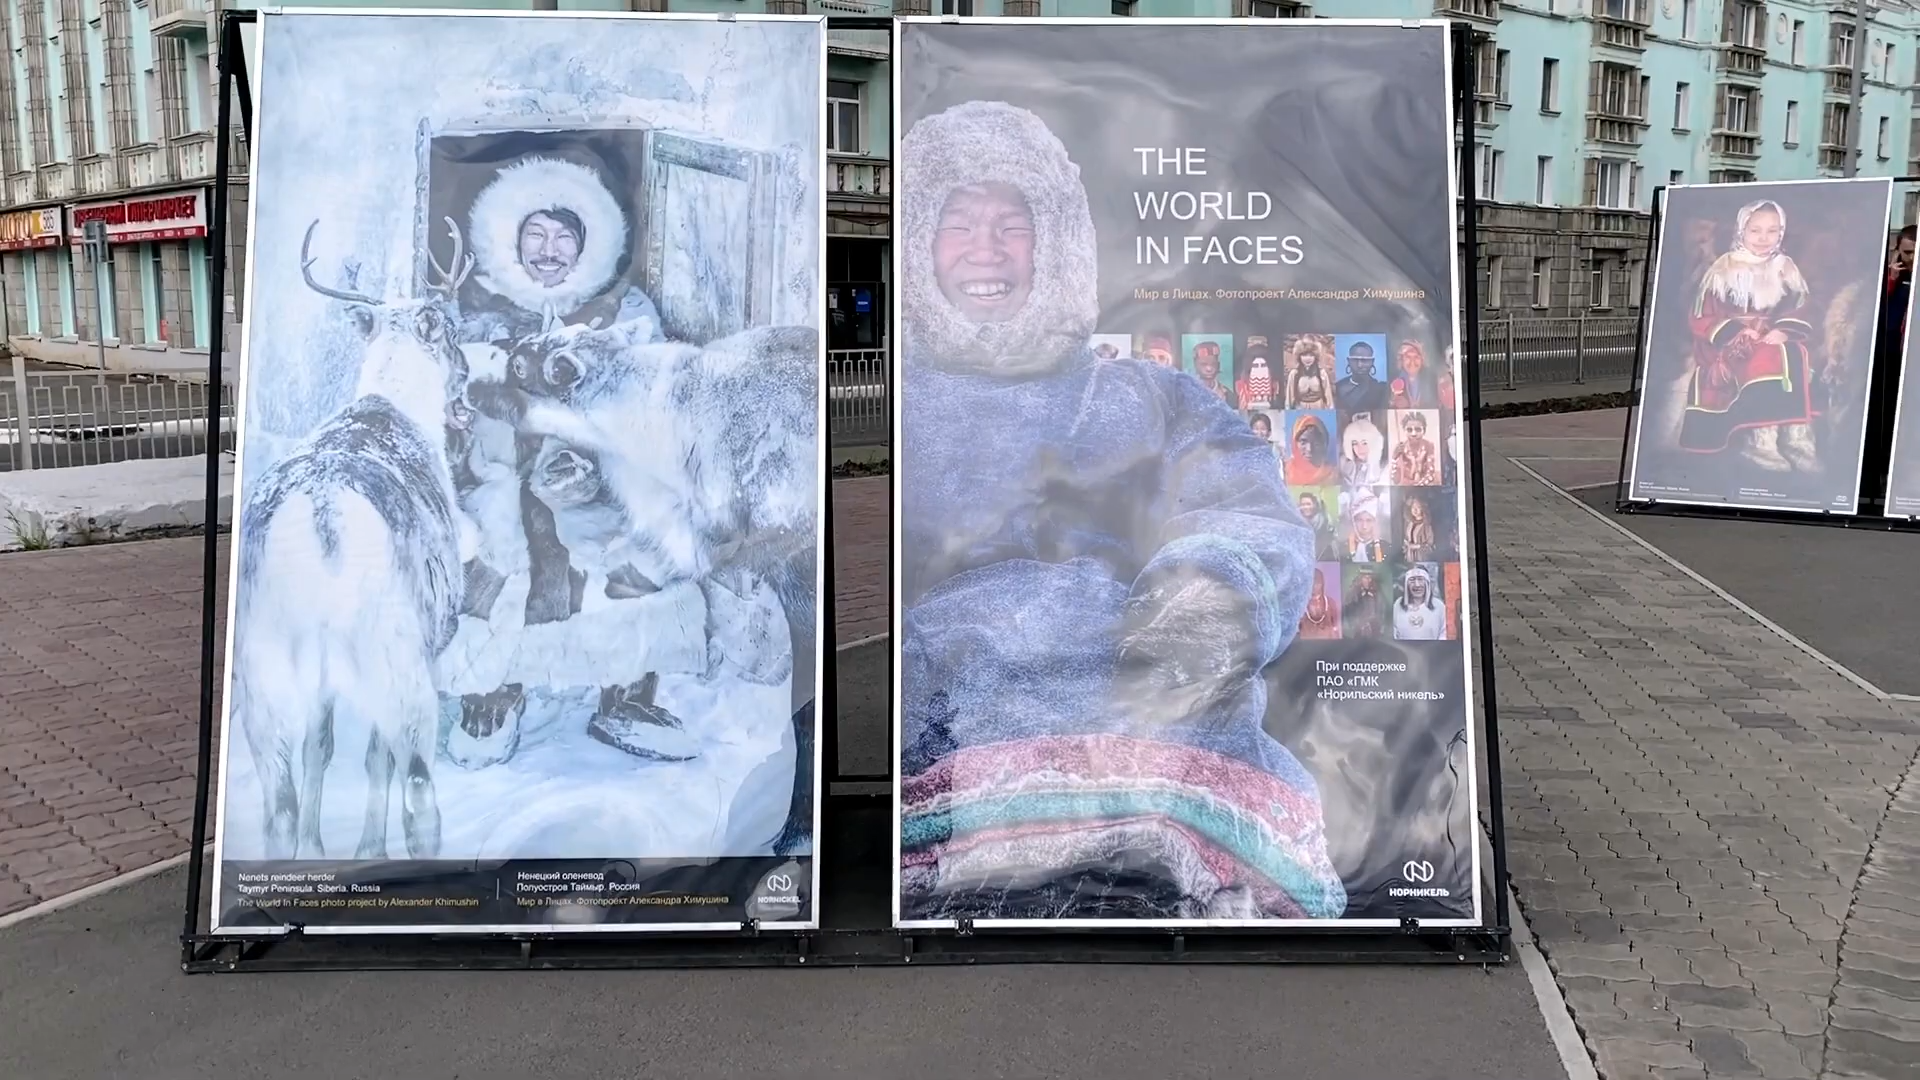 585
Nenets reindeer herder
Taymyr Peninsula. Siberia. Russia
The World In Faces photo project by Alexander Khimushin
Ненецкий оленевод
Полуостров Таймыр. Россия
Мир в Лицах. Фотопроект Александра Химушина
NORNICKEL
THE
WORLD
IN FACES
Мир в Лицах. Фотопроект Александра Химушина
При поддержке
ПАО «ГМК
«Норильский никель»
НОРНИКЕЛЬ